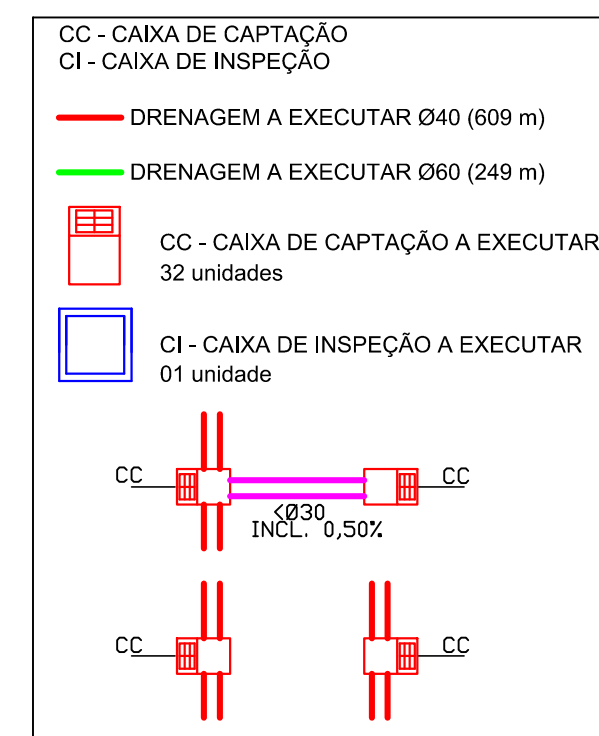 CC - CAIXA DE CAPTAÇÃO
CI - CAIXA DE INSPEÇÃO
DRENAGEM A EXECUTAR Ø40 (609 m)
DRENAGEM A EXECUTAR Ø60 (249 m)
CC - CAIXA DE CAPTAÇÃO A EXECUTAR
32 unidades
CI - CAIXA DE INSPEÇÃO A EXECUTAR
01 unidade
CC CC
<Ø30
INCL. 0,50%
CC CC